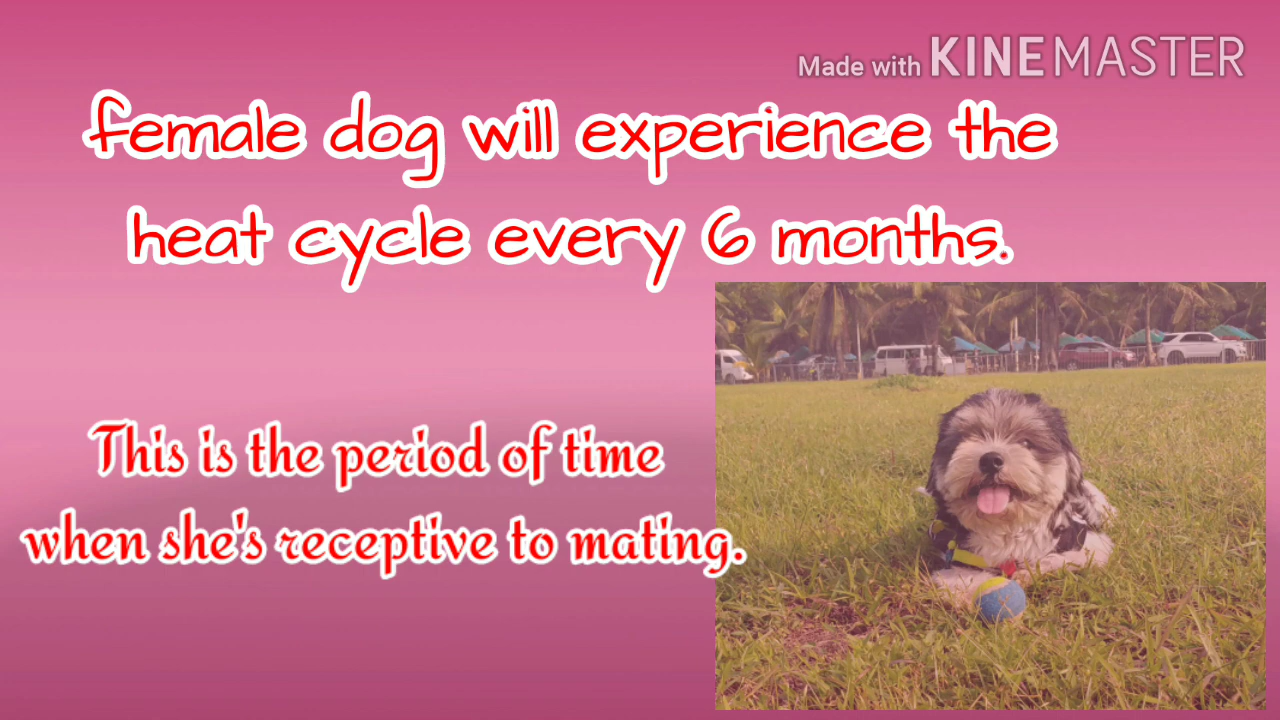 Made with KINEMASTER
female dog will experience the
heat cycle every 6 months.
This is the period of time
when she's receptive to mating.